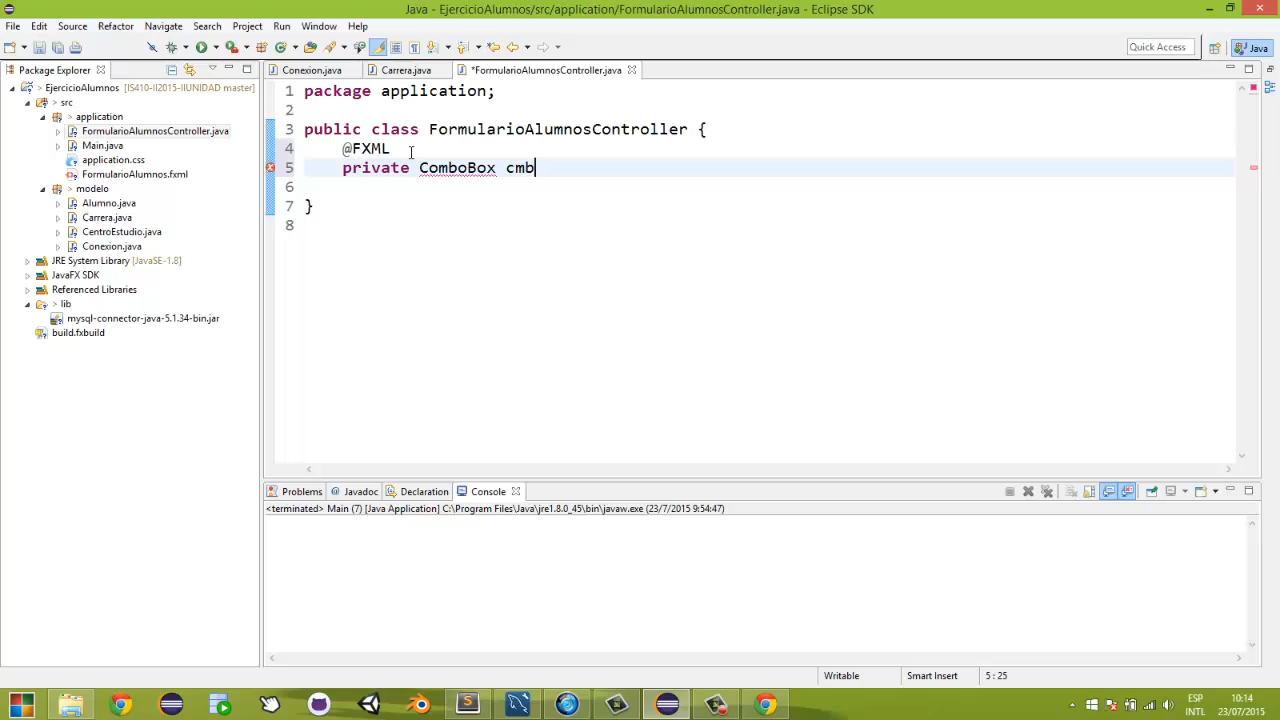 Java - EjercicioAlumnos/src/application/FormularioAlumnosController.java - Eclipse SDK
File Edit Source Refactor Navigate Search Project Run Window Help
Quick Access
Java
Package Explorer
EjercicioAlumnos [IS410-II2015-IIUNIDAD master]
> src
application
FormularioAlumnosController.java
Main.java
application.css
FormularioAlumnos.fxml
> modelo
Alumno.java
Carrera.java
CentroEstudio.java
Conexion.java
JRE System Library [JavaSE-1.8]
JavaFX SDK
Referenced Libraries
> lib
mysql-connector-java-5.1.34-bin.jar
build.fxbuild
Conexion.java Carrera.java *FormularioAlumnosController.java
1 package application;
2
3 public class FormularioAlumnosController {
4 @FXML
5 private ComboBox cmb
6
7 }
8
Problems @ Javadoc Declaration Console
<terminated> Main (7) [Java Application] C:\Program Files\Java\jre1.8.0_45\bin\javaw.exe (23/7/2015 9:54:47)
Writable Smart Insert 5 : 25
ESP
INTL
10:14
23/07/2015